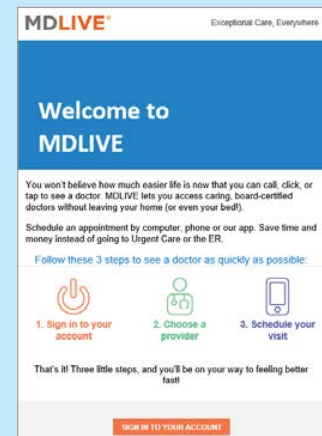 MDLIVE®
Exceptional Care, Everywhere
Welcome to
MDLIVE
You won't believe how much easier life is now that you can call, click, or
tap to see a doctor. MDLIVE lets you access caring, board-certified
doctors without leaving your home (or even your bed!).
Schedule an appointment by computer, phone or our app. Save time and
money instead of going to Urgent Care or the ER.
Follow these 3 steps to see a doctor as quickly as possible:
1. Sign in to your
account
2. Choose a
provider
3. Schedule your
visit
That's it! Three little steps, and you'll be on your way to feeling better
fast!
SIGN IN TO YOUR ACCOUNT